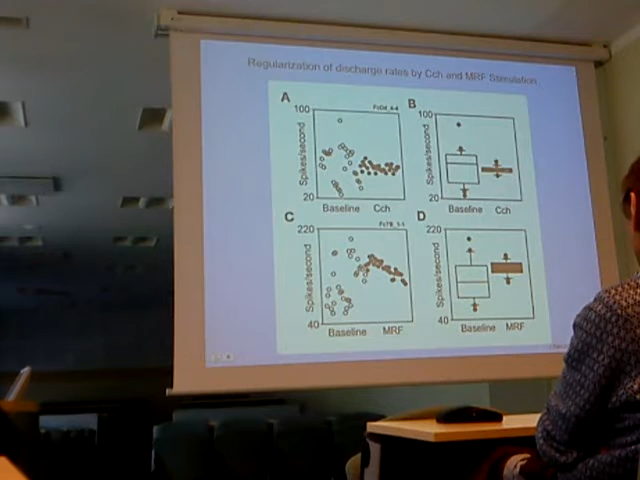 Regularization of discharge rates by Cch and MRF Stimulation
A
B
100
100
Spikes/second
Spikes/second
20
20
Baseline Cch
Baseline Cch
C
D
220
220
Spikes/second
Spikes/second
40
40
Baseline MRF
Baseline MRF